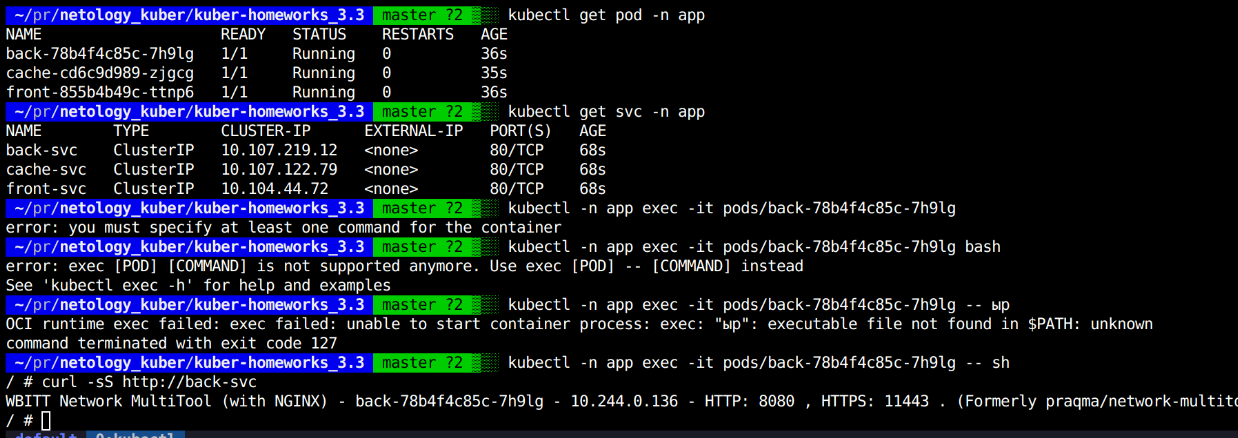 ~/pr/netology_kuber/kuber-homeworks_3.3 master ?2 kubectl get pod -n app
NAME READY STATUS RESTARTS AGE
back-78b4f4c85c-7h9lg 1/1 Running 0 36s
cache-cd6c9d989-zjgcg 1/1 Running 0 35s
front-855b4b49c-ttnp6 1/1 Running 0 36s
~/pr/netology_kuber/kuber-homeworks_3.3 master ?2 kubectl get svc -n app
NAME TYPE CLUSTER-IP EXTERNAL-IP PORT(S) AGE
back-svc ClusterIP 10.107.219.12 <none> 80/TCP 68s
cache-svc ClusterIP 10.107.122.79 <none> 80/TCP 68s
front-svc ClusterIP 10.104.44.72 <none> 80/TCP 68s
~/pr/netology_kuber/kuber-homeworks_3.3 master ?2 kubectl -n app exec -it pods/back-78b4f4c85c-7h9lg
error: you must specify at least one command for the container
~/pr/netology_kuber/kuber-homeworks_3.3 master ?2 kubectl -n app exec -it pods/back-78b4f4c85c-7h9lg bash
error: exec [POD] [COMMAND] is not supported anymore. Use exec [POD] -- [COMMAND] instead
See 'kubectl exec -h' for help and examples
~/pr/netology_kuber/kuber-homeworks_3.3 master ?2 kubectl -n app exec -it pods/back-78b4f4c85c-7h9lg -- ыр
OCI runtime exec failed: exec failed: unable to start container process: exec: "ыр": executable file not found in $PATH: unknown
command terminated with exit code 127
~/pr/netology_kuber/kuber-homeworks_3.3 master ?2 kubectl -n app exec -it pods/back-78b4f4c85c-7h9lg -- sh
/ # curl -sS http://back-svc
WBITT Network MultiTool (with NGINX) - back-78b4f4c85c-7h9lg - 10.244.0.136 - HTTP: 8080 , HTTPS: 11443 . (Formerly praqma/network-multito
/ #
default 0:kubectl